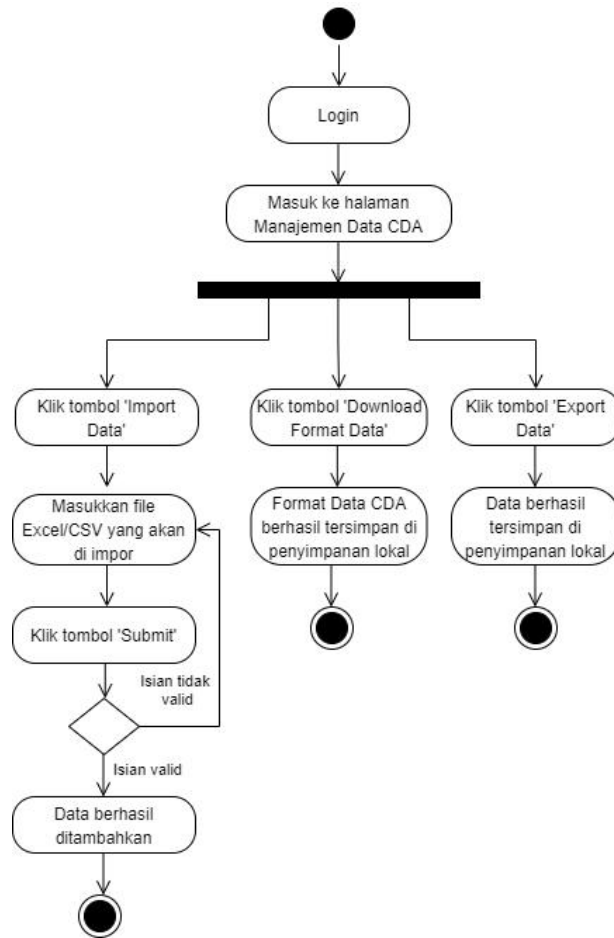 Login
Masuk ke halaman
Manajemen Data CDA
Klik tombol 'Import
Data'
Klik tombol 'Download
Format Data'
Klik tombol 'Export
Data'
Masukkan file
Excel/CSV yang akan
di impor
Format Data CDA
berhasil tersimpan di
penyimpanan lokal
Data berhasil
tersimpan di
penyimpanan lokal
Klik tombol 'Submit'
Isian tidak
valid
Isian valid
Data berhasil
ditambahkan